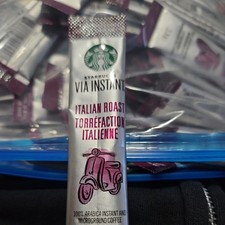 STARBUCKS
VIA INSTANT
ITALIAN ROAST
TORRÉFACTION
ITALIENNE
100% ARABICA INSTANT AND
MICROGROUND COFFEE